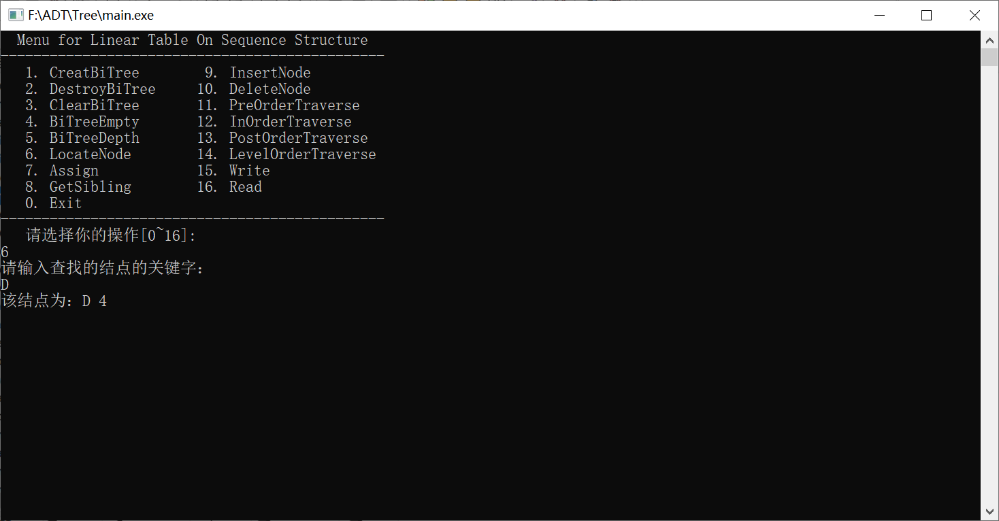 F:\ADT\Tree\main.exe
Menu for Linear Table On Sequence Structure
-----------------------------------------------
1. CreatBiTree 9. InsertNode
2. DestroyBiTree 10. DeleteNode
3. ClearBiTree 11. PreOrderTraverse
4. BiTreeEmpty 12. InOrderTraverse
5. BiTreeDepth 13. PostOrderTraverse
6. LocateNode 14. LevelOrderTraverse
7. Assign 15. Write
8. GetSibling 16. Read
0. Exit
-----------------------------------------------
请选择你的操作[0~16]:
6
请输入查找的结点的关键字：
D
该结点为：D 4